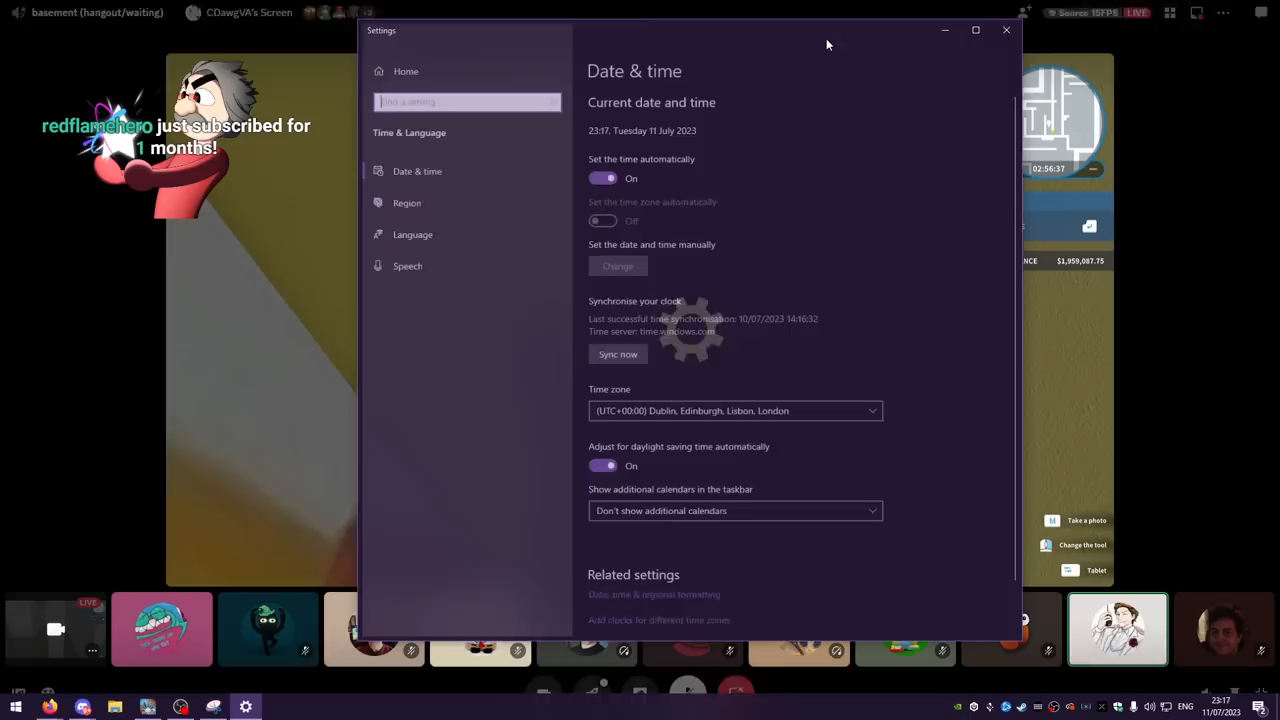 basement (hangout/waiting)
CDawgVA's Screen
LIVE
Settings
Home
Find a setting
Time & Language
Date & time
Region
Language
Speech
Date & time
Current date and time
23:17, Tuesday 11 July 2023
Set the time automatically
On
Set the time zone automatically
Off
Set the date and time manually
Change
Synchronise your clock
Last successful time synchronisation: 10/07/2023 14:16:32
Time server: time.windows.com
Sync now
Time zone
(UTC+00:00) Dublin, Edinburgh, Lisbon, London
Adjust for daylight saving time automatically
On
Show additional calendars in the taskbar
Don't show additional calendars
Related settings
Date, time & regional formatting
Add clocks for different time zones
redflamehero just subscribed for
1 months!
02:56:37
$1,959,087.75
M
Take a photo
Change the tool
Tablet
LIVE
ENG
23:17
11/07/2023